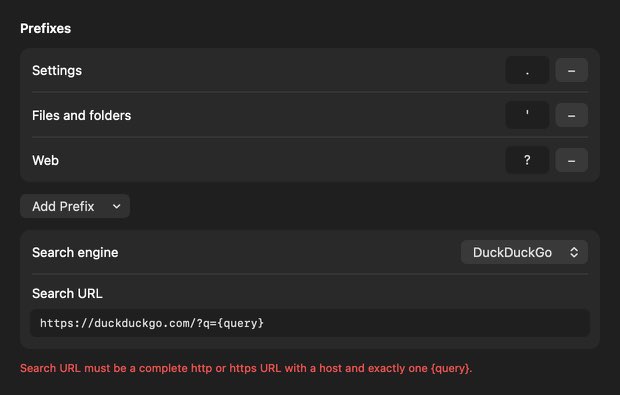 Prefixes
Settings . –
Files and folders ' –
Web ? –
Add Prefix
Search engine DuckDuckGo
Search URL
https://duckduckgo.com/?q={query}
Search URL must be a complete http or https URL with a host and exactly one {query}.